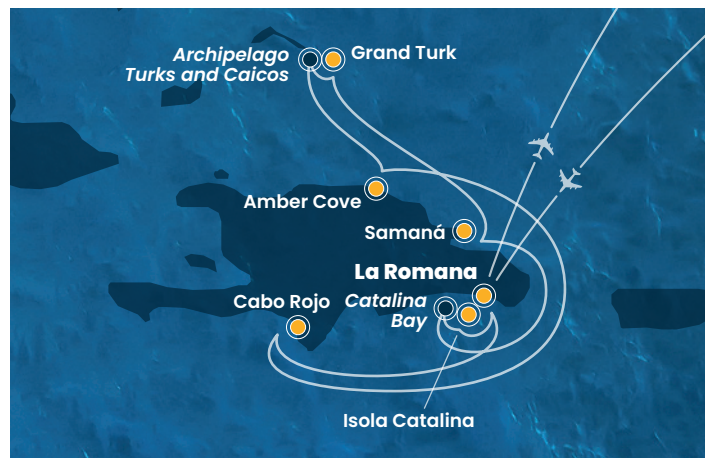 Archipelago
Turks and Caicos
Grand Turk
Amber Cove
Samaná
La Romana
Catalina
Bay
Cabo Rojo
Isola Catalina